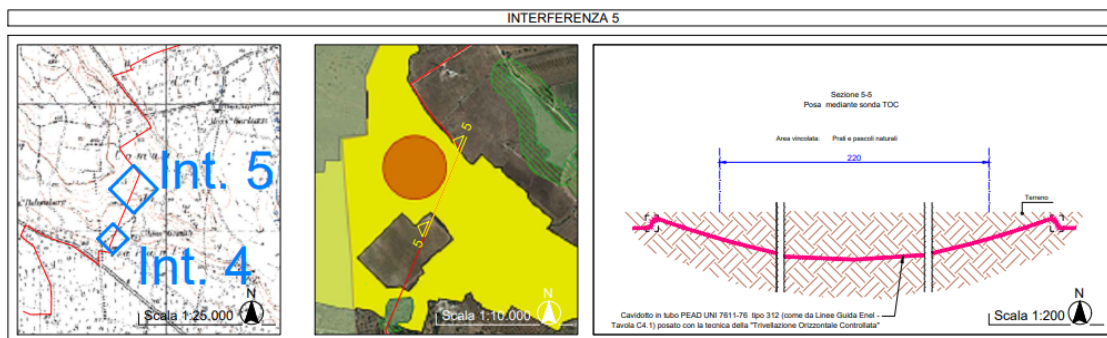 INTERFERENZA 5
Int. 5
Int. 4
Scala 1:25.000
N
5
5
Scala 1:10.000
N
Sezione 5-5
Posa mediante sonda TOC
Area vincolata: Prati e pascoli naturali
220
Terreno
Cavidotto in tubo PEAD UNI 7611-76 tipo 312 (come da Linee Guida Enel -
Tavola C4.1) posato con la tecnica della "Trivellazione Orizzontale Controllata"
Scala 1:200
N